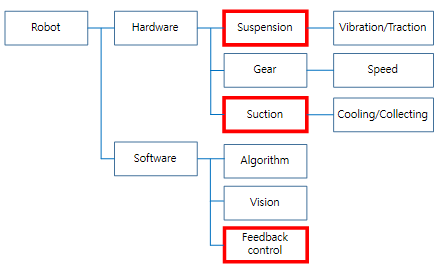 Robot
Hardware
Suspension
Vibration/Traction
Gear
Speed
Suction
Cooling/Collecting
Software
Algorithm
Vision
Feedback
control